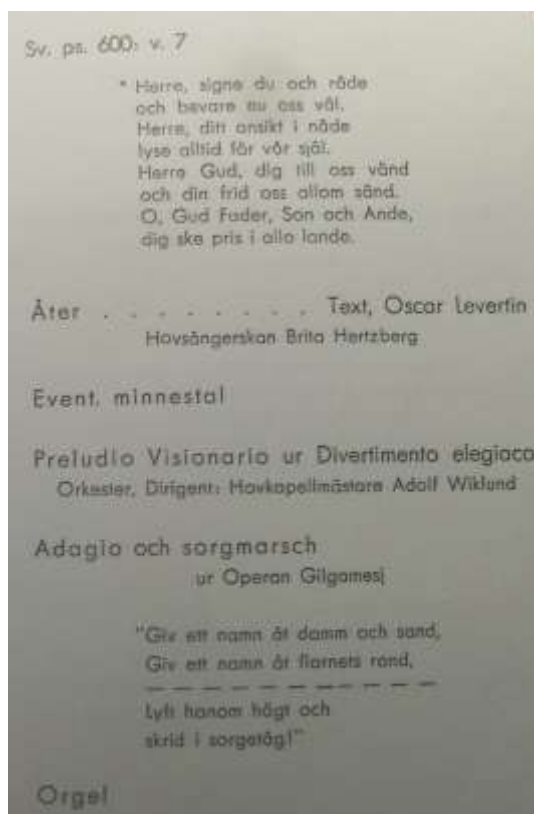 Sv. ps. 600: v. 7
* Herre, signe du och råde
och bevare nu oss väl,
Herre, ditt ansikt i nåde
lyse alltid för vår själ.
Herre Gud, dig till oss vänd
och din frid oss allom sänd.
O, Gud Fader, Son och Ande,
dig ske pris i allo lande.
Åter . . . . . . . . Text, Oscar Levertin
Hovsångerskan Brita Hertzberg
Event. minnestal
Preludio Visionario ur Divertimento elegiaco
Orkester, Dirigent: Hovkapellmästare Adolf Wiklund
Adagio och sorgmarsch
ur Operan Gilgamesj
"Giv ett namn åt damm och sand,
Giv ett namn åt flarnets rand,
— — — — — — — — — —
Lyft honom högt och
skrid i sorgetåg!"
Orgel